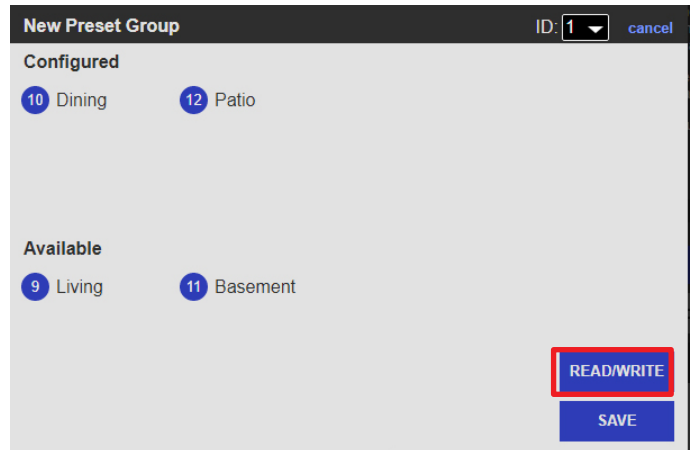 New Preset Group ID: 1 cancel
Configured
10 Dining 12 Patio
Available
9 Living 11 Basement
READ/WRITE
SAVE